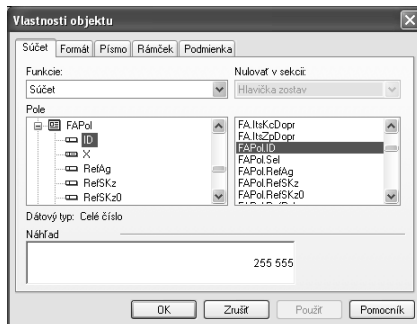 Vlastnosti objektu
Súčet Formát Písmo Rámček Podmienka
Funkcie: Nulovať v sekcii:
Súčet Hlavička zostav
Pole
FAPol
ID
X
RefAg
RefSKz
RefSKz0
FA.ItsKcDopr
FA.ItsZpDopr
FAPol.ID
FAPol.Sel
FAPol.RefAg
FAPol.RefSKz
FAPol.RefSKz0
Dátový typ: Celé číslo
Náhľad
255 555
OK Zrušiť Použiť Pomocník